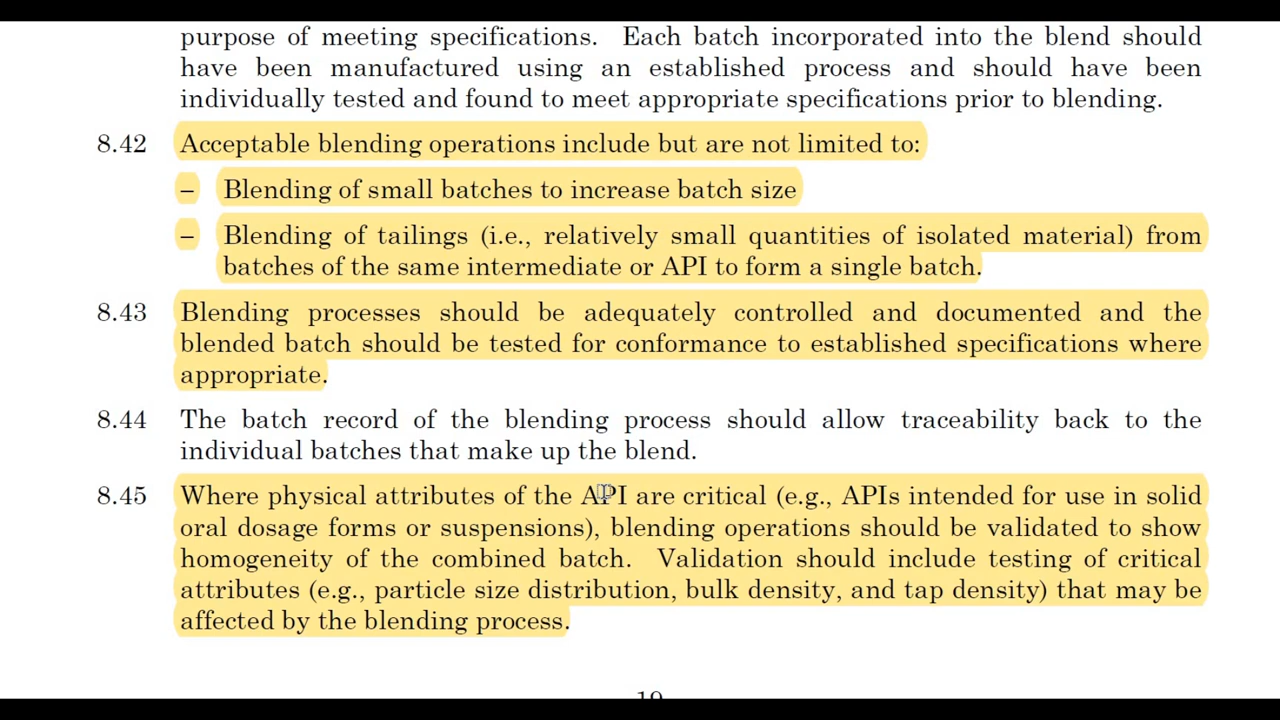 purpose of meeting specifications. Each batch incorporated into the blend should
have been manufactured using an established process and should have been
individually tested and found to meet appropriate specifications prior to blending.
8.42 Acceptable blending operations include but are not limited to:
– Blending of small batches to increase batch size
– Blending of tailings (i.e., relatively small quantities of isolated material) from
batches of the same intermediate or API to form a single batch.
8.43 Blending processes should be adequately controlled and documented and the
blended batch should be tested for conformance to established specifications where
appropriate.
8.44 The batch record of the blending process should allow traceability back to the
individual batches that make up the blend.
8.45 Where physical attributes of the API are critical (e.g., APIs intended for use in solid
oral dosage forms or suspensions), blending operations should be validated to show
homogeneity of the combined batch. Validation should include testing of critical
attributes (e.g., particle size distribution, bulk density, and tap density) that may be
affected by the blending process.